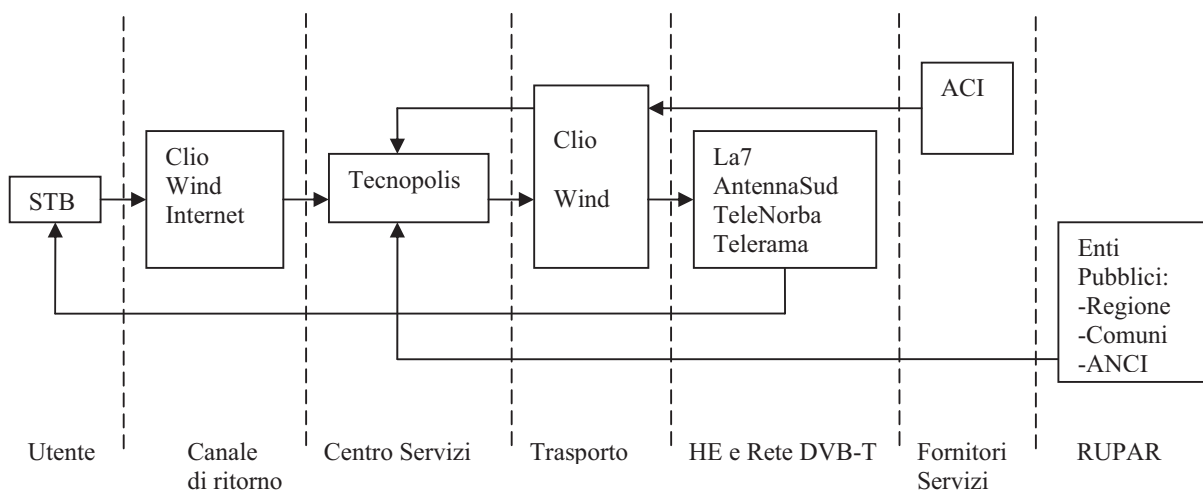 STB
Clio
Wind
Internet
Tecnopolis
Clio
Wind
La7
AntennaSud
TeleNorba
Telerama
ACI
Enti
Pubblici:
-Regione
-Comuni
-ANCI
Utente
Canale
di ritorno
Centro Servizi
Trasporto
HE e Rete DVB-T
Fornitori
Servizi
RUPAR